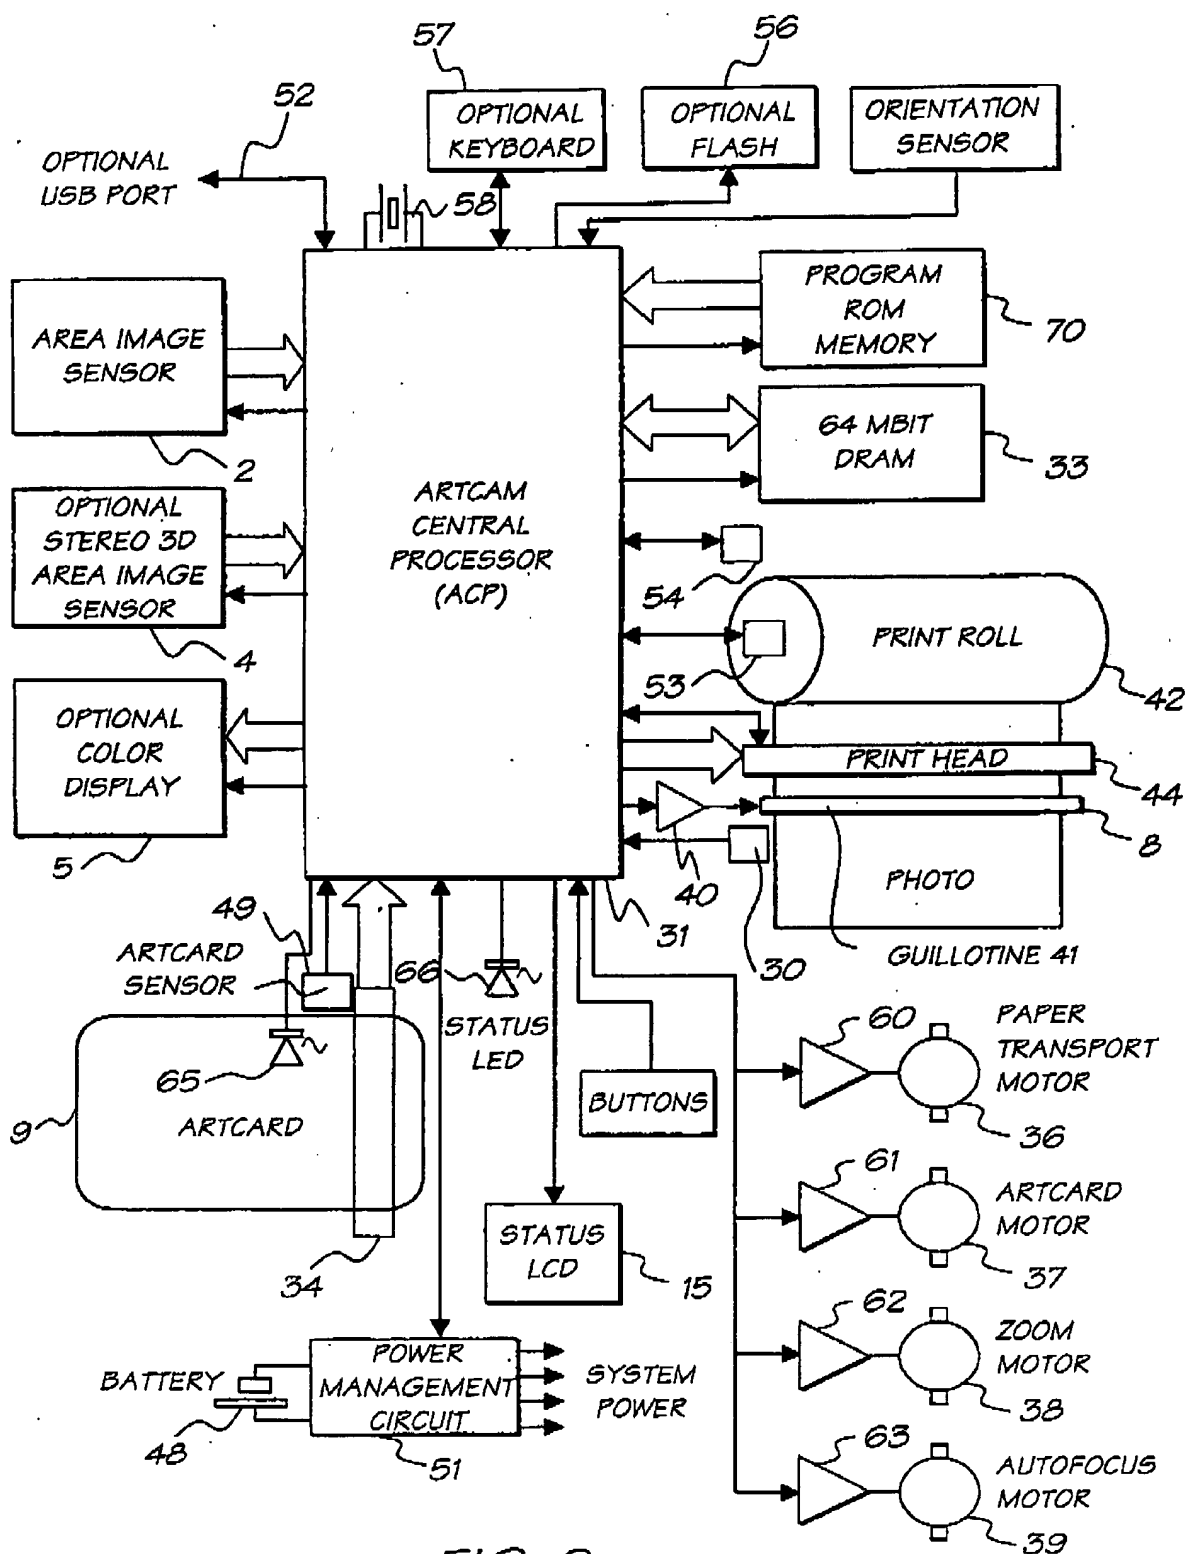 57
56
52
OPTIONAL
KEYBOARD
OPTIONAL
FLASH
ORIENTATION
SENSOR
OPTIONAL
USB PORT
58
AREA IMAGE
SENSOR
2
PROGRAM
ROM
MEMORY
70
64 MBIT
DRAM
33
OPTIONAL
STEREO 3D
AREA IMAGE
SENSOR
4
ARTCAM
CENTRAL
PROCESSOR
(ACP)
54
53
PRINT ROLL
42
OPTIONAL
COLOR
DISPLAY
5
PRINT HEAD
44
8
40
30
31
PHOTO
GUILLOTINE 41
49
ARTCARD
SENSOR
66
STATUS
LED
65
9
ARTCARD
34
BUTTONS
STATUS
LCD
15
60
PAPER
TRANSPORT
MOTOR
36
61
ARTCARD
MOTOR
37
62
ZOOM
MOTOR
38
63
AUTOFOCUS
MOTOR
39
BATTERY
48
POWER
MANAGEMENT
CIRCUIT
51
SYSTEM
POWER